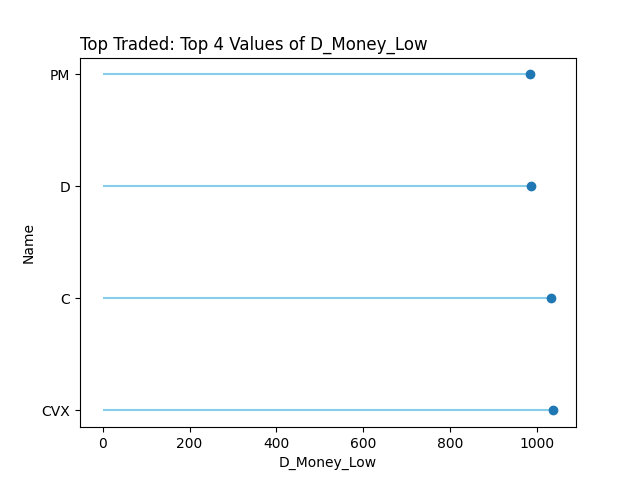 Top Traded: Top 4 Values of D_Money_Low
PM
D
C
CVX
Name
0 200 400 600 800 1000
D_Money_Low